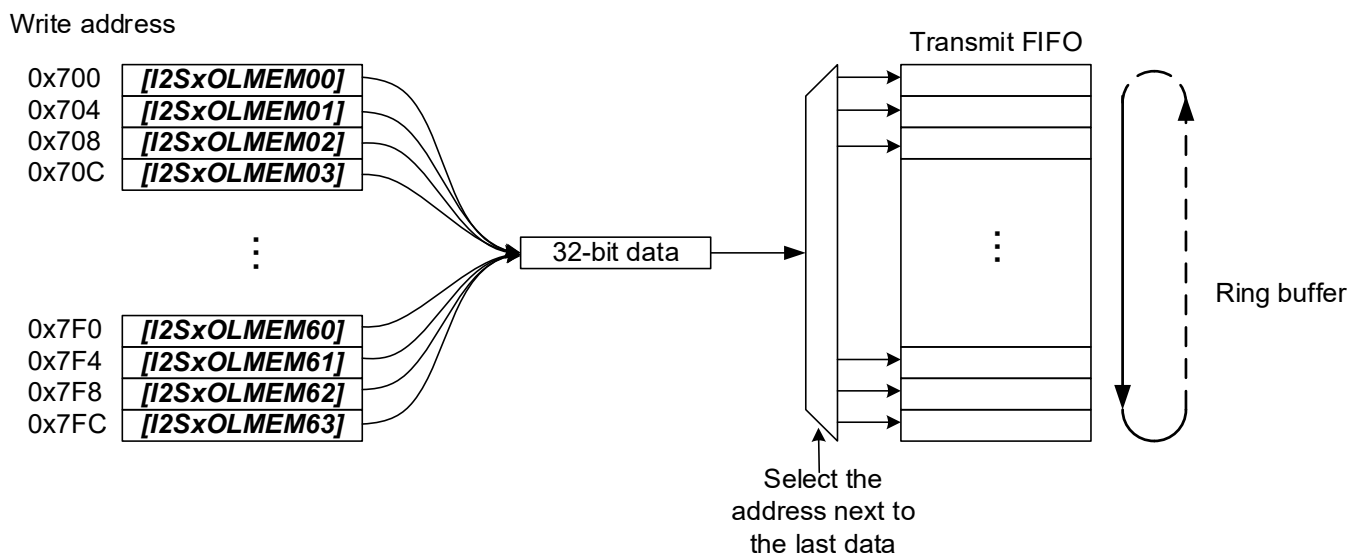 Write address
Transmit FIFO
0x700 [I2SxOLMEM00]
0x704 [I2SxOLMEM01]
0x708 [I2SxOLMEM02]
0x70C [I2SxOLMEM03]
⋮ ⋮
32-bit data
Ring buffer
0x7F0 [I2SxOLMEM60]
0x7F4 [I2SxOLMEM61]
0x7F8 [I2SxOLMEM62]
0x7FC [I2SxOLMEM63]
Select the
address next to
the last data